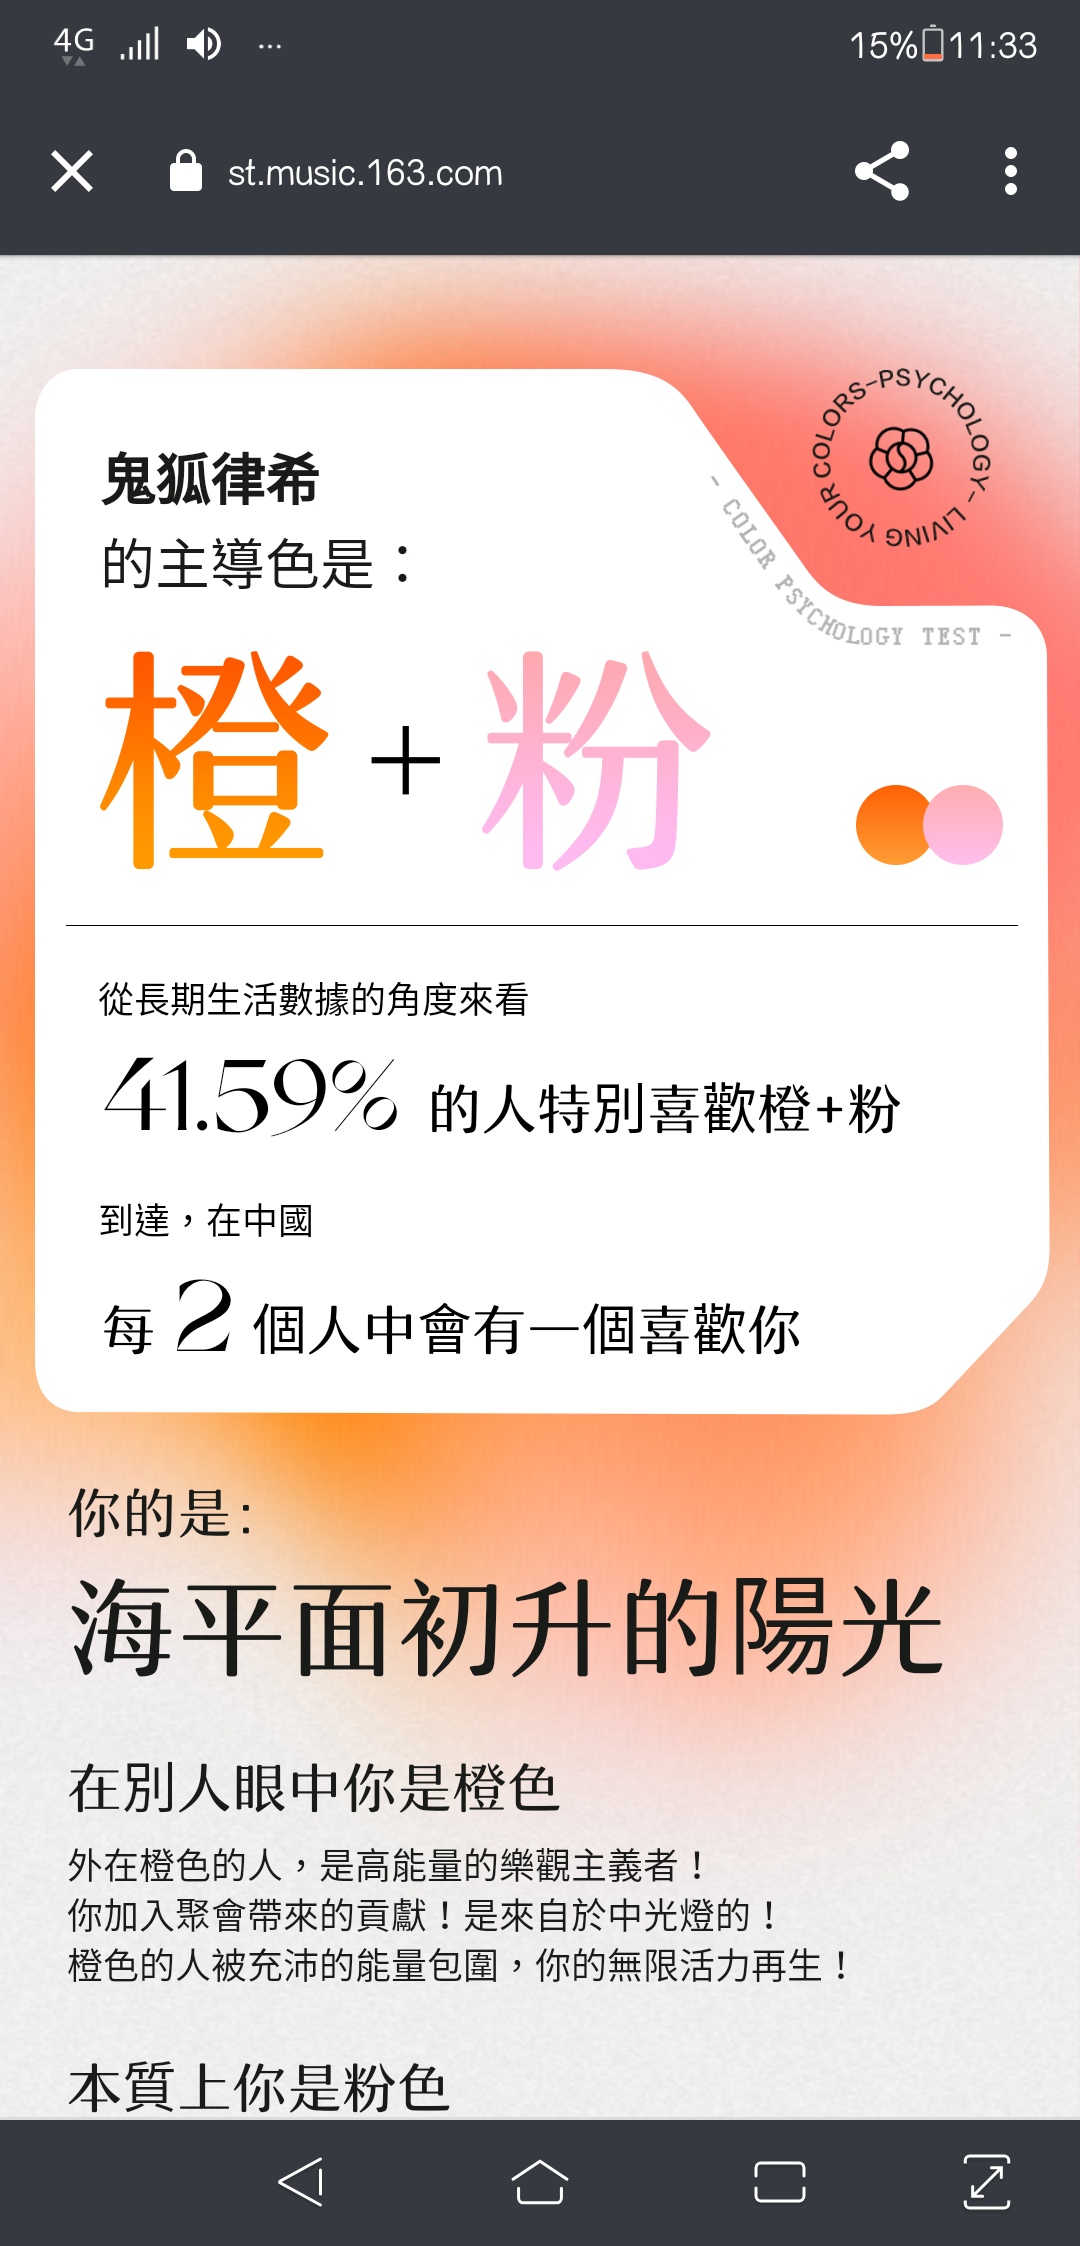 4G
...
15%
11:33
st.music.163.com
COLORS-PSYCHOLOGY- LIVING YOUR
鬼狐律希
的主導色是：
- COLOR PSYCHOLOGY TEST -
橙 + 粉
從長期生活數據的角度來看
41.59% 的人特別喜歡橙+粉
到達，在中國
每 2 個人中會有一個喜歡你
你的是:
海平面初升的陽光
在別人眼中你是橙色
外在橙色的人，是高能量的樂觀主義者！
你加入聚會帶來的貢獻！是來自於中光燈的！
橙色的人被充沛的能量包圍，你的無限活力再生！
本質上你是粉色